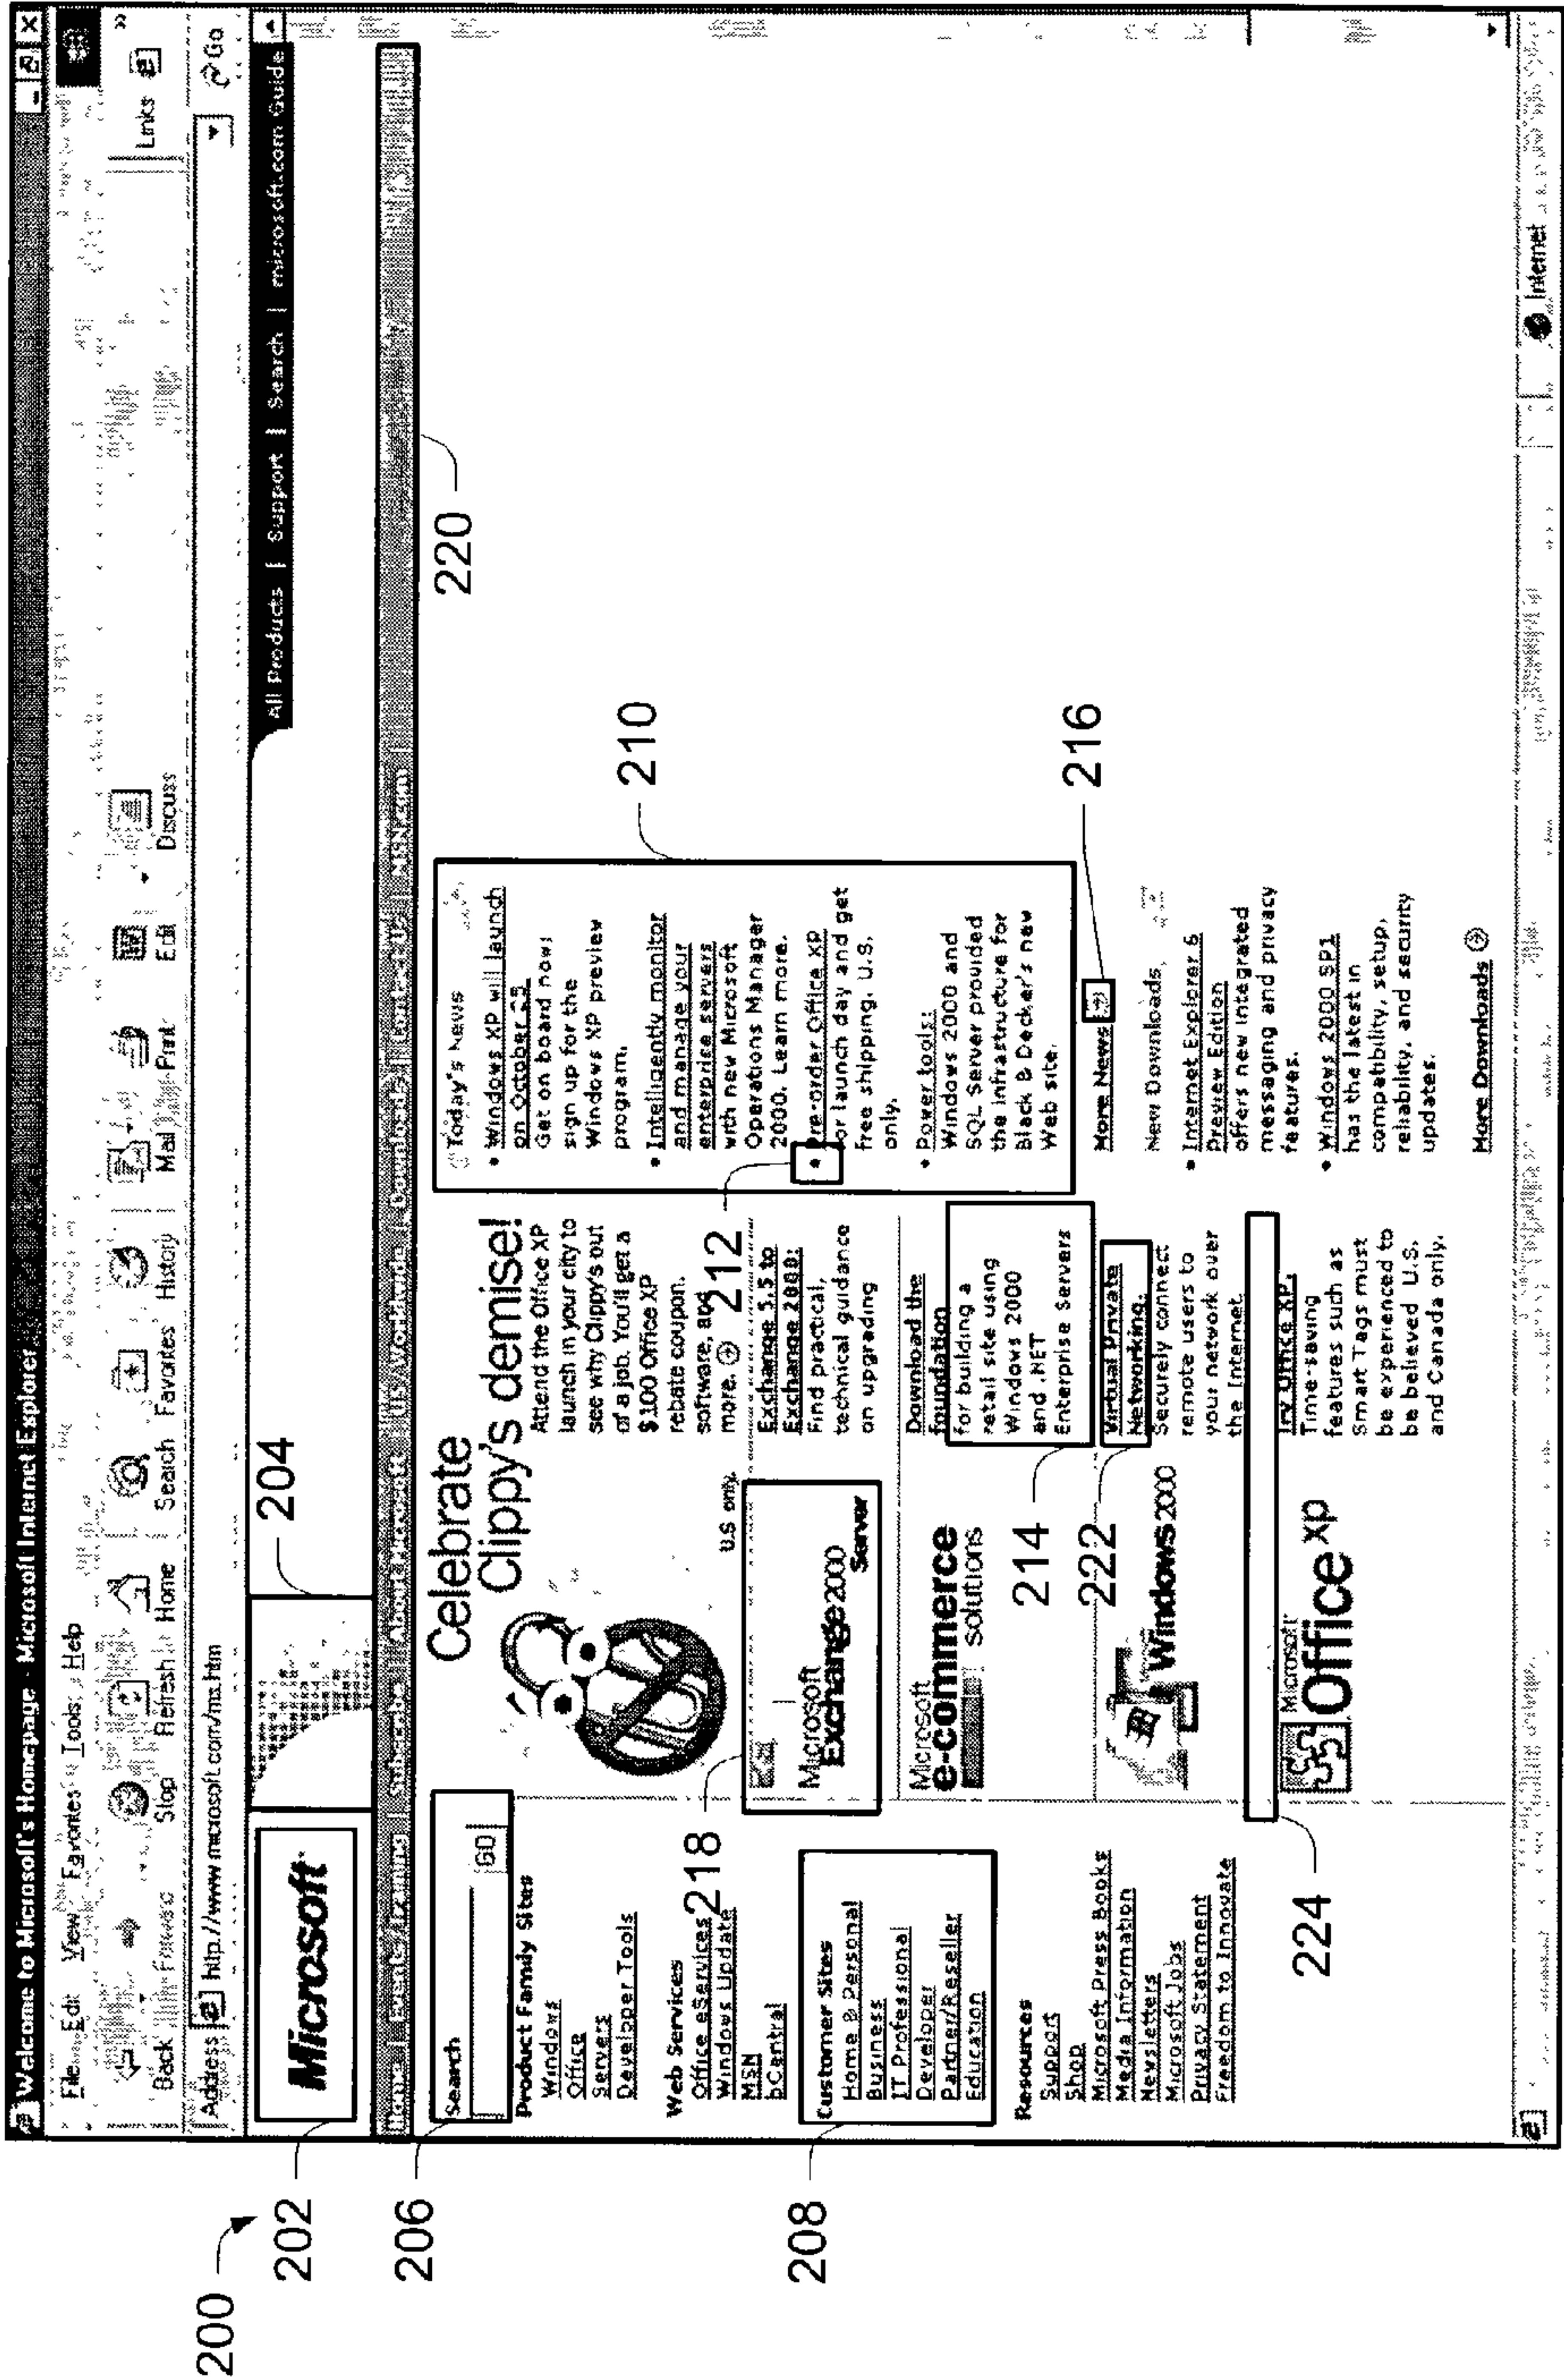 Welcome to Microsoft's Homepage - Microsoft Internet Explorer
File Edit View Favorites Tools Help
Back Forward Stop Refresh Home Search Favorites History Mail Print Edit Discuss
Links »
Address http://www.microsoft.com/ms.htm
Go
200
202
204
Microsoft
All Products | Support | Search | microsoft.com Guide
Home | Events/Training | Subscribe | About Microsoft | US/Worldwide | Downloads | Contact Us | MSN.com |
220
206
Search
GO
Product Family Sites
Windows
Office
Servers
Developer Tools
Web Services
Office eServices
Windows Update
MSN
bCentral
218
208
Customer Sites
Home & Personal
Business
IT Professional
Developer
Partner/Reseller
Education
Resources
Support
Shop
Microsoft Press Books
Media Information
Newsletters
Microsoft Jobs
Privacy Statement
Freedom to Innovate
224
Celebrate
Clippy's demise!
Attend the Office XP
launch in your city to
see why Clippy's out
of a job. You'll get a
$100 Office XP
rebate coupon,
software, and
more.
U.S only.
212
Microsoft
Exchange 2000
Server
Exchange 5.5 to
Exchange 2000:
Find practical,
technical guidance
on upgrading
Microsoft
e-commerce
solutions
214
Download the
foundation
for building a
retail site using
Windows 2000
and .NET
Enterprise Servers
222
Windows 2000
Virtual Private
Networking.
Securely connect
remote users to
your network over
the Internet
Microsoft
Office xp
Try Office XP.
Time-saving
features such as
Smart Tags must
be experienced to
be believed U.S.
and Canada only.
210
Today's News
• Windows XP will launch
on October 25
Get on board now;
sign up for the
Windows XP preview
program.
• Intelligently monitor
and manage your
enterprise servers
with new Microsoft
Operations Manager
2000. Learn more.
• Pre-order Office XP
for launch day and get
free shipping. U.S.
only.
• Power tools:
Windows 2000 and
SQL Server provided
the infrastructure for
Black & Decker's new
Web site.
More News
216
New Downloads
• Internet Explorer 6
Preview Edition
offers new integrated
messaging and privacy
features.
• Windows 2000 SP1
has the latest in
compatibility, setup,
reliability, and security
updates.
More Downloads
Internet